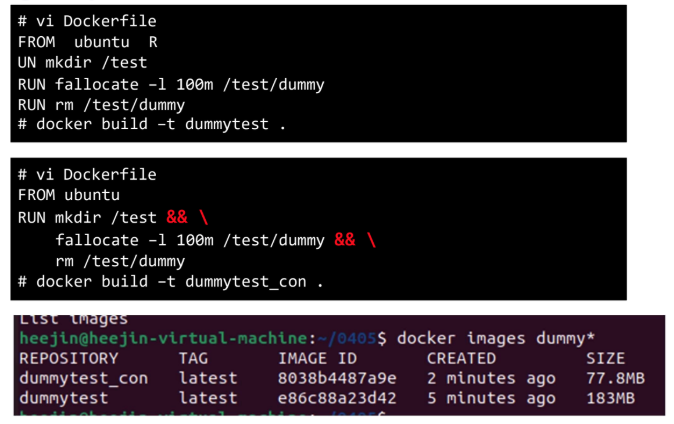 # vi Dockerfile
FROM  ubuntu  R
UN mkdir /test
RUN fallocate –l 100m /test/dummy
RUN rm /test/dummy
# docker build –t dummytest .
# vi Dockerfile
FROM ubuntu
RUN mkdir /test && \
    fallocate –l 100m /test/dummy && \
    rm /test/dummy
# docker build –t dummytest_con .
List images
heejin@heejin-virtual-machine:~/0405$ docker images dummy*
REPOSITORY      TAG       IMAGE ID       CREATED         SIZE
dummytest_con   latest    8038b4487a9e   2 minutes ago   77.8MB
dummytest       latest    e86c88a23d42   5 minutes ago   183MB